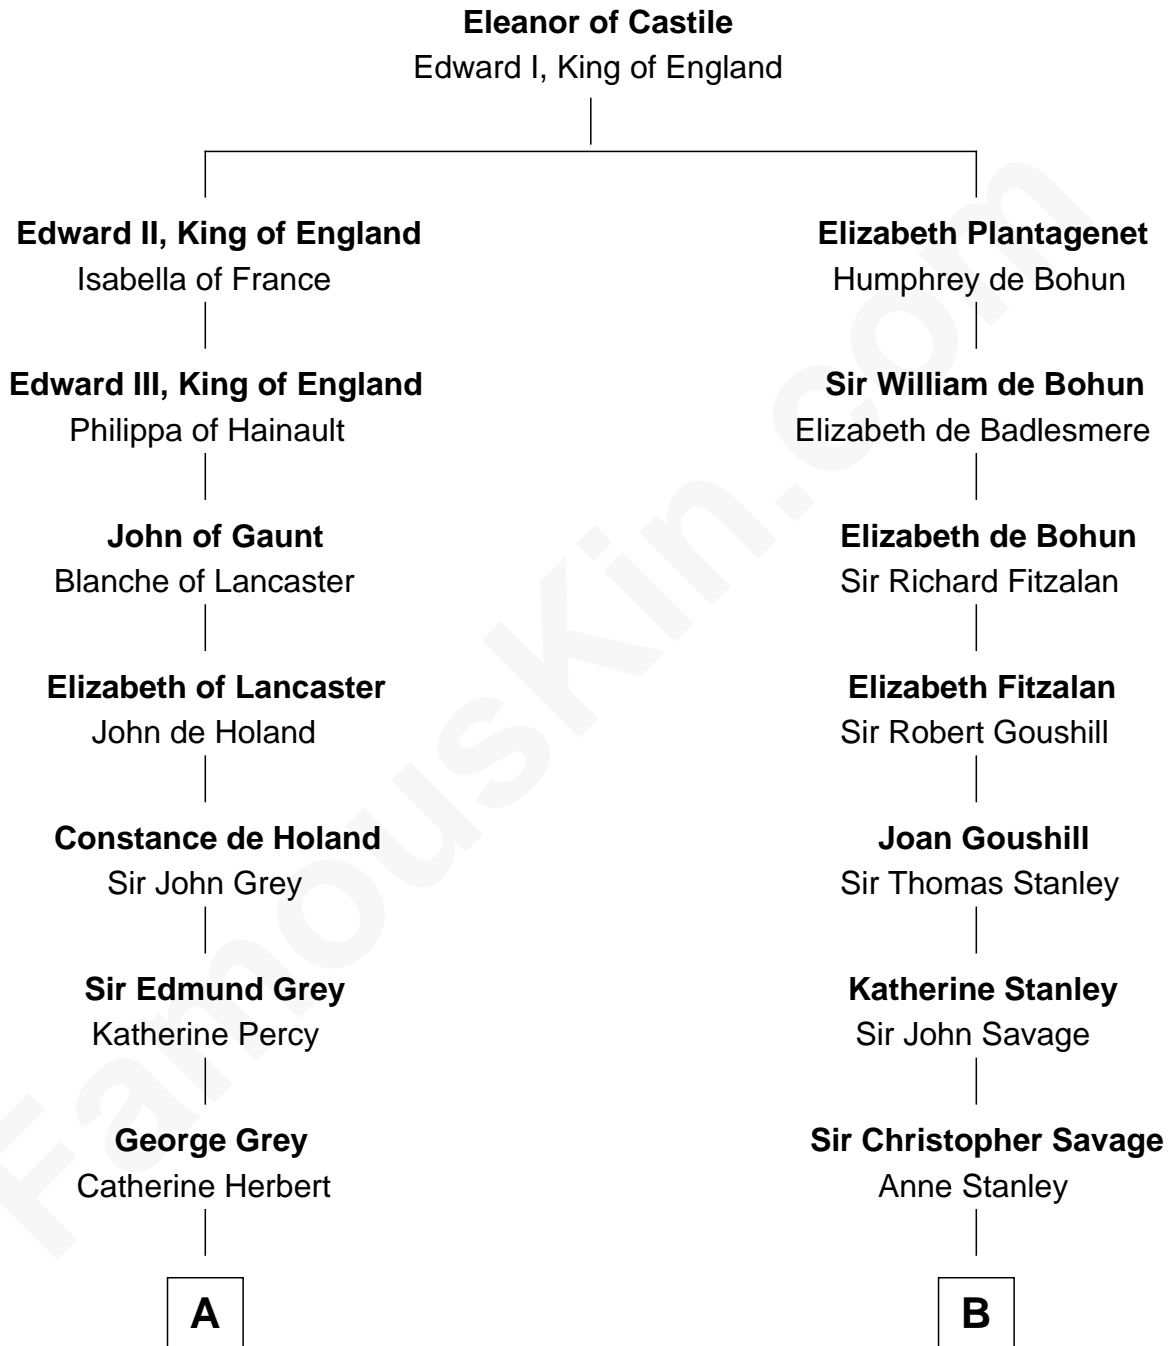 Eleanor of Castile
Edward I, King of England
Edward II, King of England
Isabella of France
Edward III, King of England
Philippa of Hainault
John of Gaunt
Blanche of Lancaster
Elizabeth of Lancaster
John de Holand
Constance de Holand
Sir John Grey
Sir Edmund Grey
Katherine Percy
George Grey
Catherine Herbert
A
Elizabeth Plantagenet
Humphrey de Bohun
Sir William de Bohun
Elizabeth de Badlesmere
Elizabeth de Bohun
Sir Richard Fitzalan
Elizabeth Fitzalan
Sir Robert Goushill
Joan Goushill
Sir Thomas Stanley
Katherine Stanley
Sir John Savage
Sir Christopher Savage
Anne Stanley
B
FamousKin.com